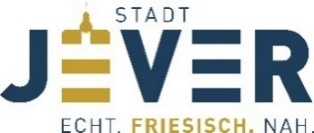 STADT
JEVER
ECHT. FRIESISCH. NAH.